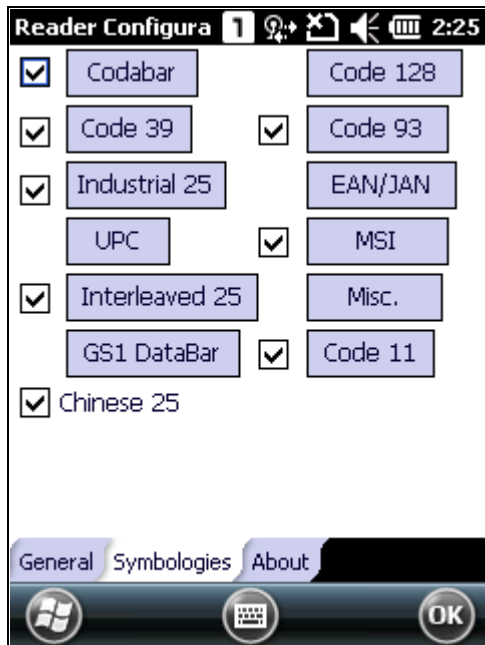 Reader Configura 1 2:25
Codabar Code 128
Code 39 Code 93
Industrial 25 EAN/JAN
UPC MSI
Interleaved 25 Misc.
GS1 DataBar Code 11
Chinese 25
General Symbologies About
OK